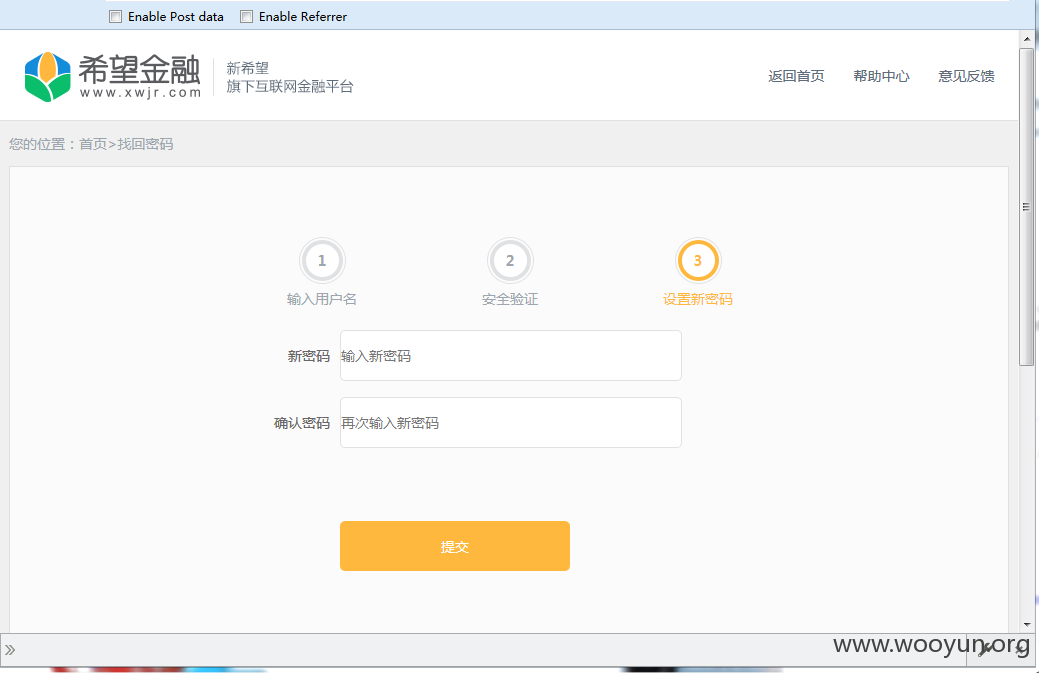 Enable Post data Enable Referrer
希望金融
www.xwjr.com
新希望
旗下互联网金融平台
返回首页 帮助中心 意见反馈
您的位置：首页>找回密码
1 2 3
输入用户名 安全验证 设置新密码
新密码 输入新密码
确认密码 再次输入新密码
提交
www.wooyun.org